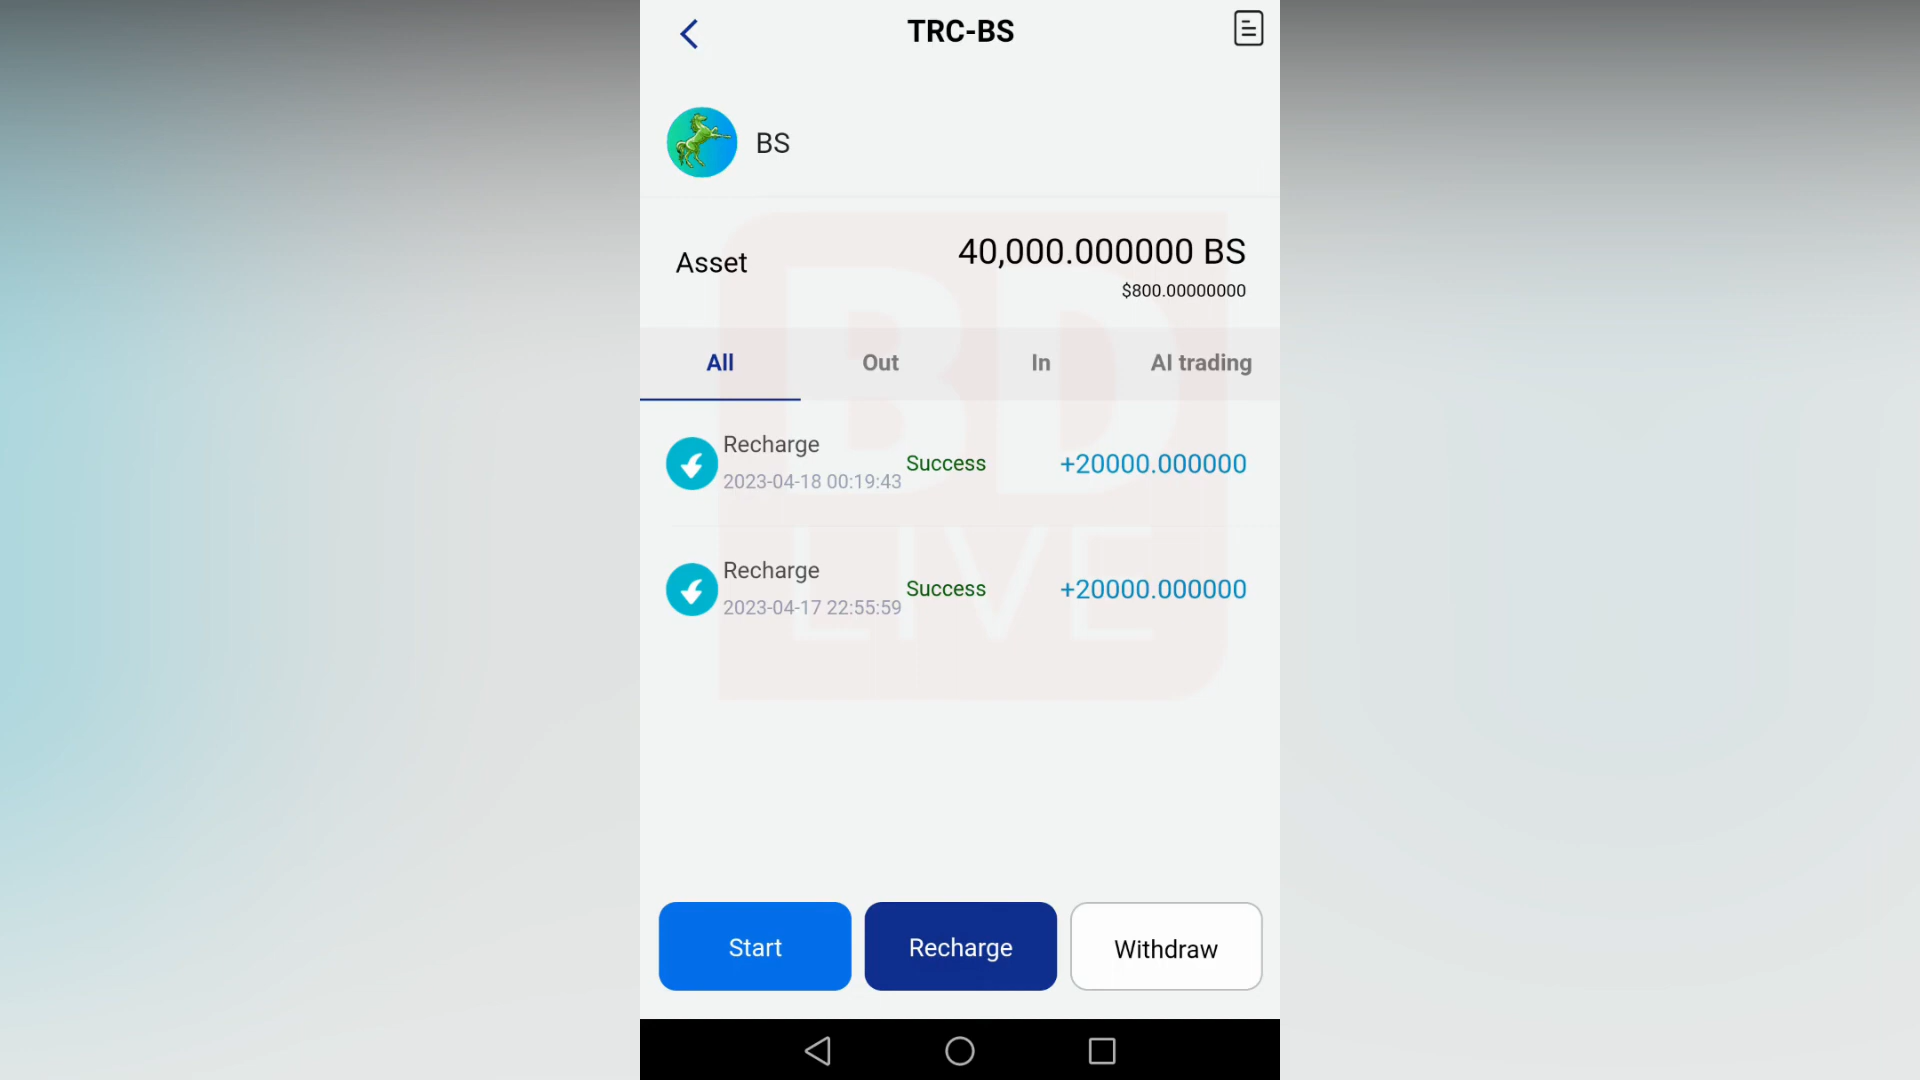 TRC-BS
BS
Asset
40,000.000000 BS
$800.00000000
All Out In AI trading
Recharge
2023-04-18 00:19:43
Success
+20000.000000
Recharge
2023-04-17 22:55:59
Success
+20000.000000
BD
LIVE
Start Recharge Withdraw